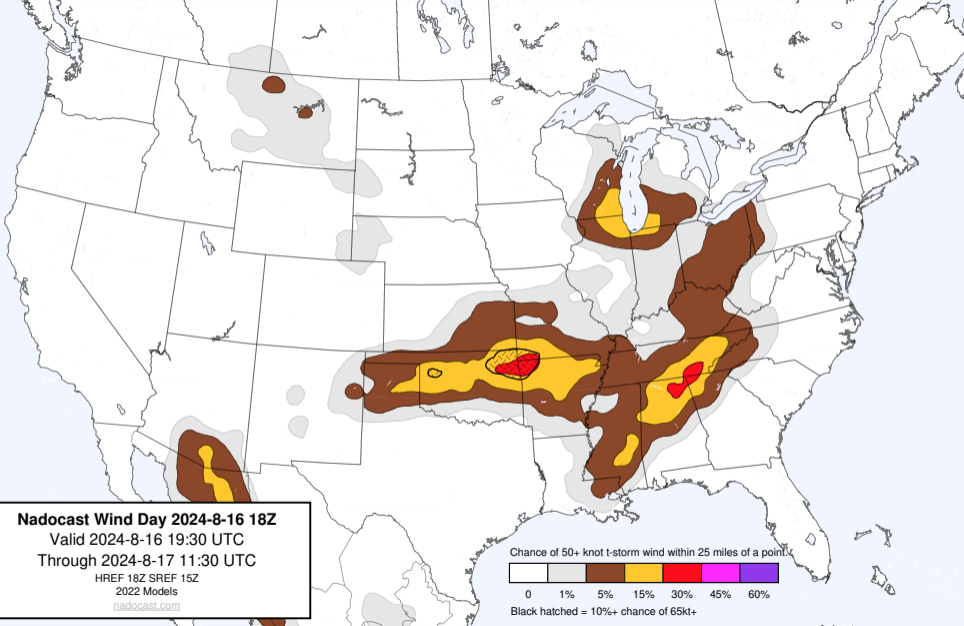 Nadocast Wind Day 2024-8-16 18Z
Valid 2024-8-16 19:30 UTC
Through 2024-8-17 11:30 UTC
HREF 18Z SREF 15Z
2022 Models
nadocast.com
Chance of 50+ knot t-storm wind within 25 miles of a point.
0 1% 5% 15% 30% 45% 60%
Black hatched = 10%+ chance of 65kt+